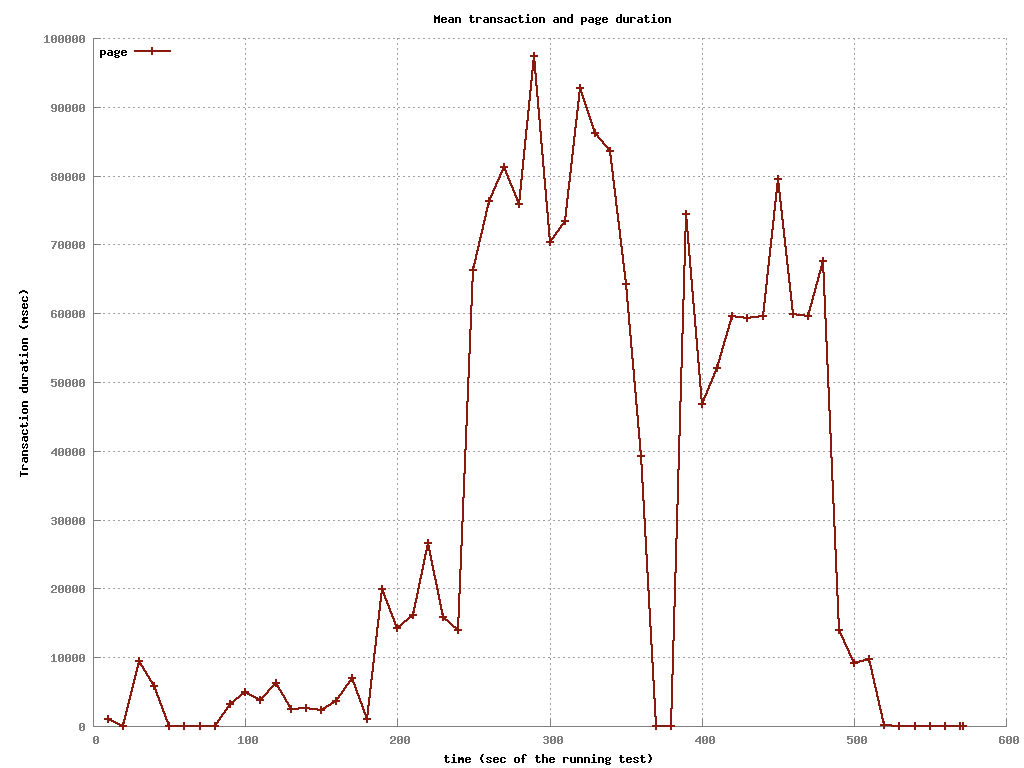 Mean transaction and page duration
page
100000
90000
80000
70000
60000
50000
40000
30000
20000
10000
0
Transaction duration (msec)
0 100 200 300 400 500 600
time (sec of the running test)